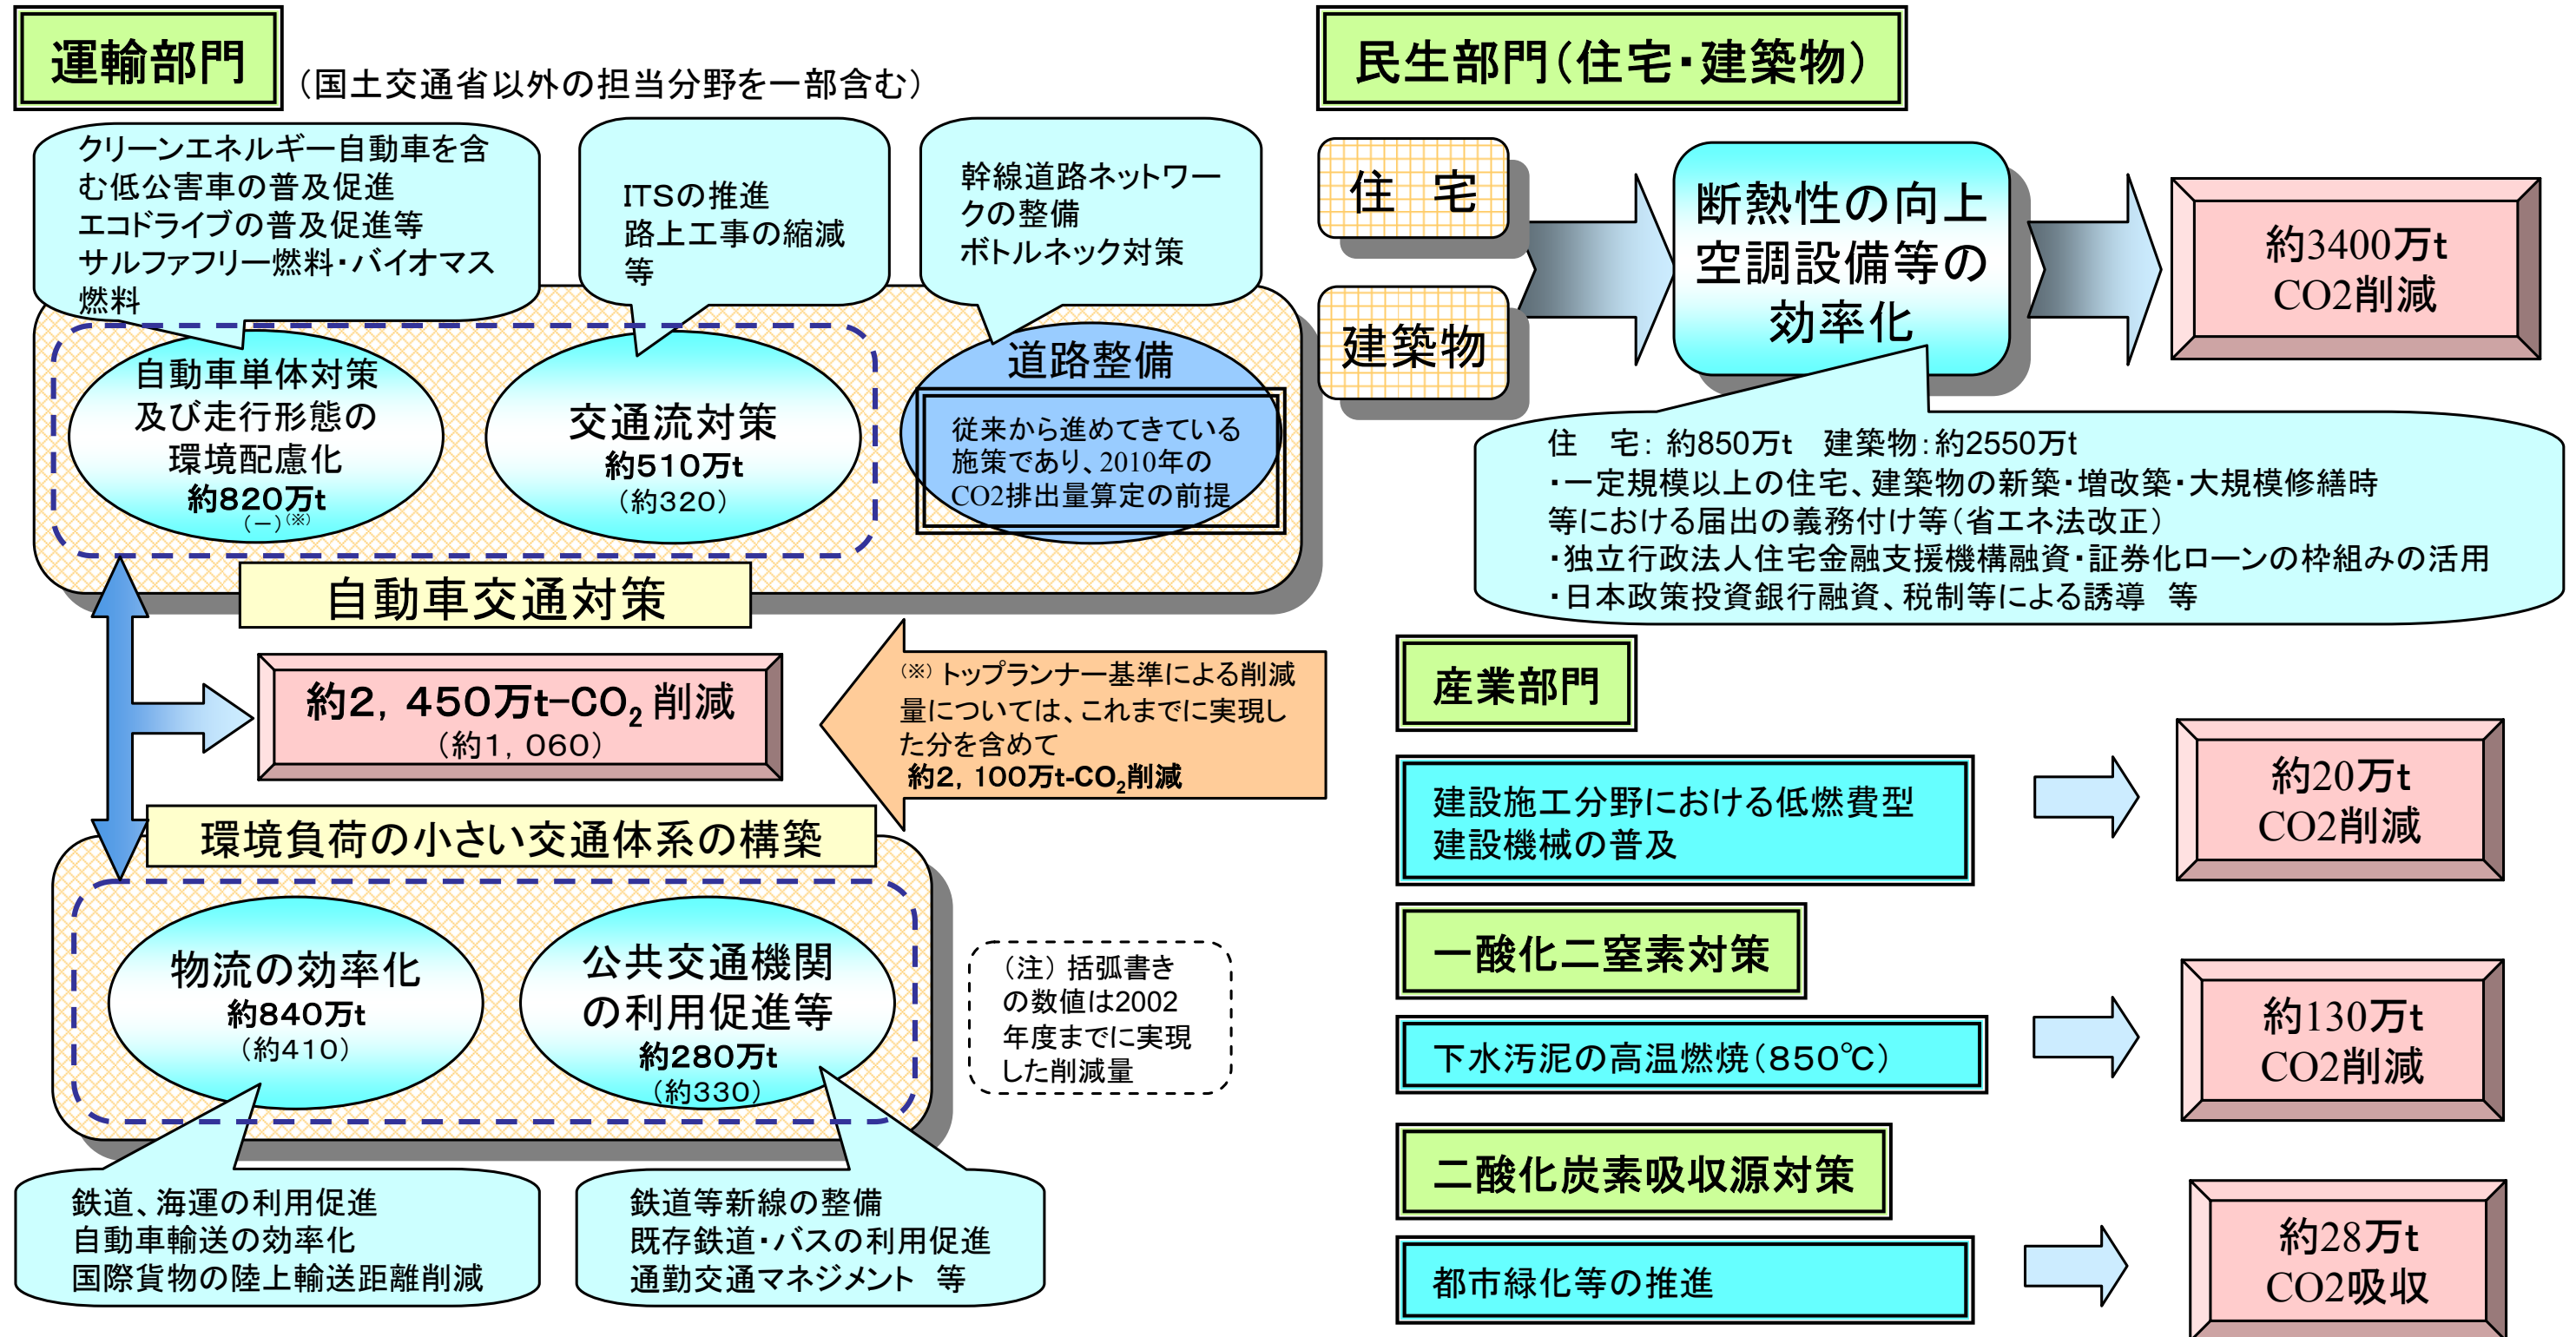 運輸部門
（国土交通省以外の担当分野を一部含む）
クリーンエネルギー自動車を含
む低公害車の普及促進
エコドライブの普及促進等
サルファフリー燃料・バイオマス
燃料
ITSの推進
路上工事の縮減
等
幹線道路ネットワー
クの整備
ボトルネック対策
自動車単体対策
及び走行形態の
環境配慮化
約820万t
（－）(※)
交通流対策
約510万t
（約320）
道路整備
従来から進めてきている
施策であり、2010年の
CO2排出量算定の前提
自動車交通対策
約2，450万t-CO₂ 削減
（約1，060）
(※) トップランナー基準による削減
量については、これまでに実現し
た分を含めて
約2，100万t-CO₂削減
環境負荷の小さい交通体系の構築
物流の効率化
約840万t
（約410）
公共交通機関
の利用促進等
約280万t
（約330）
（注）括弧書き
の数値は2002
年度までに実現
した削減量
鉄道、海運の利用促進
自動車輸送の効率化
国際貨物の陸上輸送距離削減
鉄道等新線の整備
既存鉄道・バスの利用促進
通勤交通マネジメント　等
民生部門（住宅・建築物）
住　宅
建築物
断熱性の向上
空調設備等の
効率化
約3400万t
CO2削減
住　宅： 約850万t　建築物：約2550万t
・一定規模以上の住宅、建築物の新築・増改築・大規模修繕時
等における届出の義務付け等（省エネ法改正）
・独立行政法人住宅金融支援機構融資・証券化ローンの枠組みの活用
・日本政策投資銀行融資、税制等による誘導　等
産業部門
建設施工分野における低燃費型
建設機械の普及
約20万t
CO2削減
一酸化二窒素対策
下水汚泥の高温燃焼（850℃）
約130万t
CO2削減
二酸化炭素吸収源対策
都市緑化等の推進
約28万t
CO2吸収